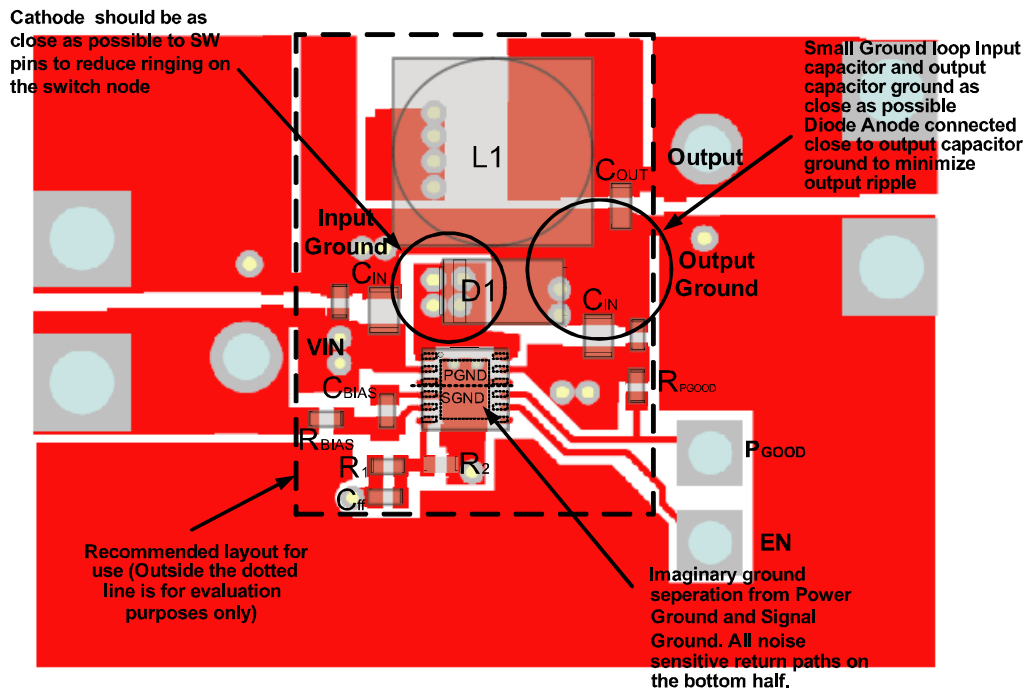 Cathode should be as
close as possible to SW
pins to reduce ringing on
the switch node
Small Ground loop Input
capacitor and output
capacitor ground as
close as possible
Diode Anode connected
close to output capacitor
ground to minimize
output ripple
L1
Output
COUT
Input
Ground
CIN
D1
Output
Ground
CIN
VIN
PGND
SGND
CBIAS
RPGOOD
RBIAS
R1
R2
Cff
PGOOD
EN
Recommended layout for
use (Outside the dotted
line is for evaluation
purposes only)
Imaginary ground
seperation from Power
Ground and Signal
Ground. All noise
sensitive return paths on
the bottom half.